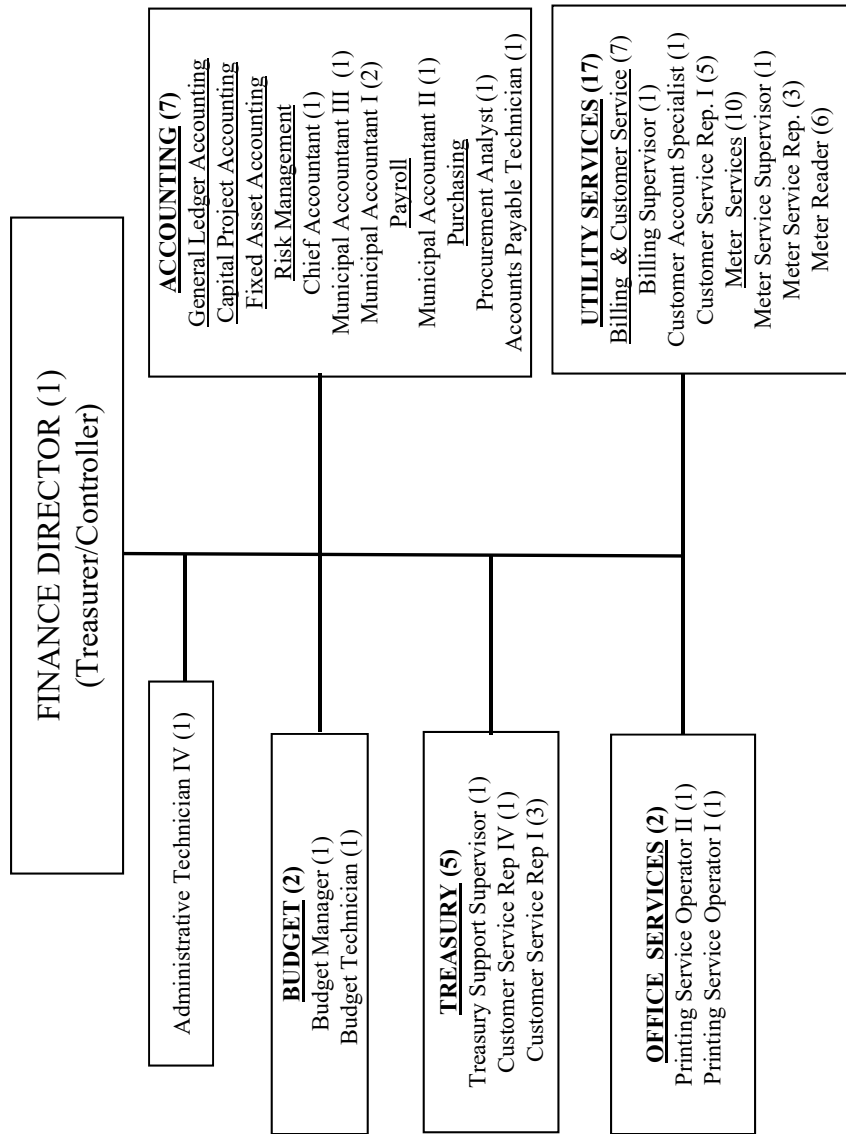 FINANCE DIRECTOR (1)
(Treasurer/Controller)
Administrative Technician IV (1)
BUDGET (2)
Budget Manager (1)
Budget Technician (1)
TREASURY (5)
Treasury Support Supervisor (1)
Customer Service Rep IV (1)
Customer Service Rep I (3)
OFFICE SERVICES (2)
Printing Service Operator II (1)
Printing Service Operator I (1)
ACCOUNTING (7)
General Ledger Accounting
Capital Project Accounting
Fixed Asset Accounting
Risk Management
Chief Accountant (1)
Municipal Accountant III (1)
Municipal Accountant I (2)
Payroll
Municipal Accountant II (1)
Purchasing
Procurement Analyst (1)
Accounts Payable Technician (1)
UTILITY SERVICES (17)
Billing & Customer Service (7)
Billing Supervisor (1)
Customer Account Specialist (1)
Customer Service Rep. I (5)
Meter Services (10)
Meter Service Supervisor (1)
Meter Service Rep. (3)
Meter Reader (6)